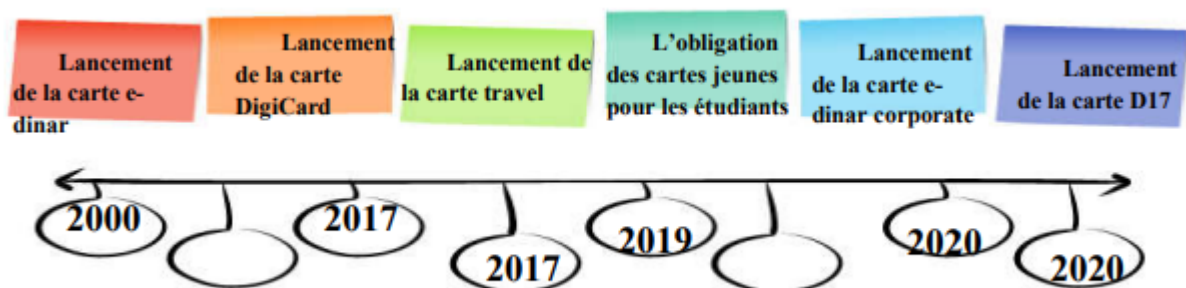 Lancement
de la carte e-
dinar
Lancement
de la carte
DigiCard
Lancement de
la carte travel
L'obligation
des cartes jeunes
pour les étudiants
Lancement
de la carte e-
dinar corporate
Lancement
de la carte D17
2000
2017
2017
2019
2020
2020